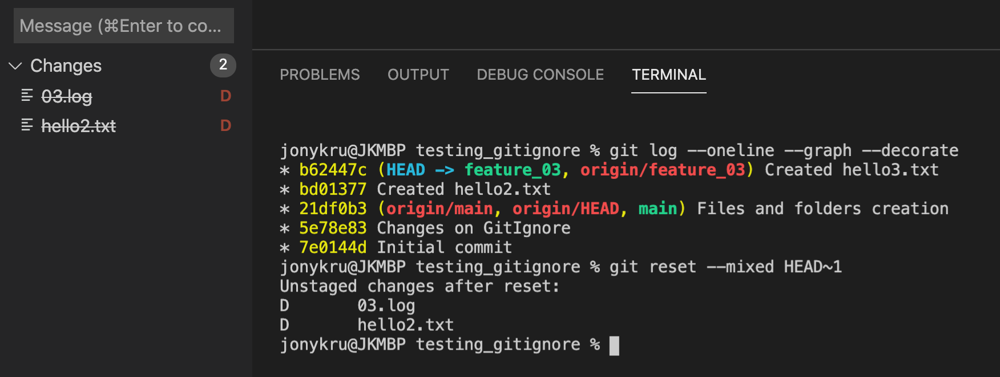 Message (⌘Enter to co...
Changes 2
03.log D
hello2.txt D
PROBLEMS OUTPUT DEBUG CONSOLE TERMINAL
jonykru@JKMBP testing_gitignore % git log --oneline --graph --decorate
* b62447c (HEAD -> feature_03, origin/feature_03) Created hello3.txt
* bd01377 Created hello2.txt
* 21df0b3 (origin/main, origin/HEAD, main) Files and folders creation
* 5e78e83 Changes on GitIgnore
* 7e0144d Initial commit
jonykru@JKMBP testing_gitignore % git reset --mixed HEAD~1
Unstaged changes after reset:
D 03.log
D hello2.txt
jonykru@JKMBP testing_gitignore %